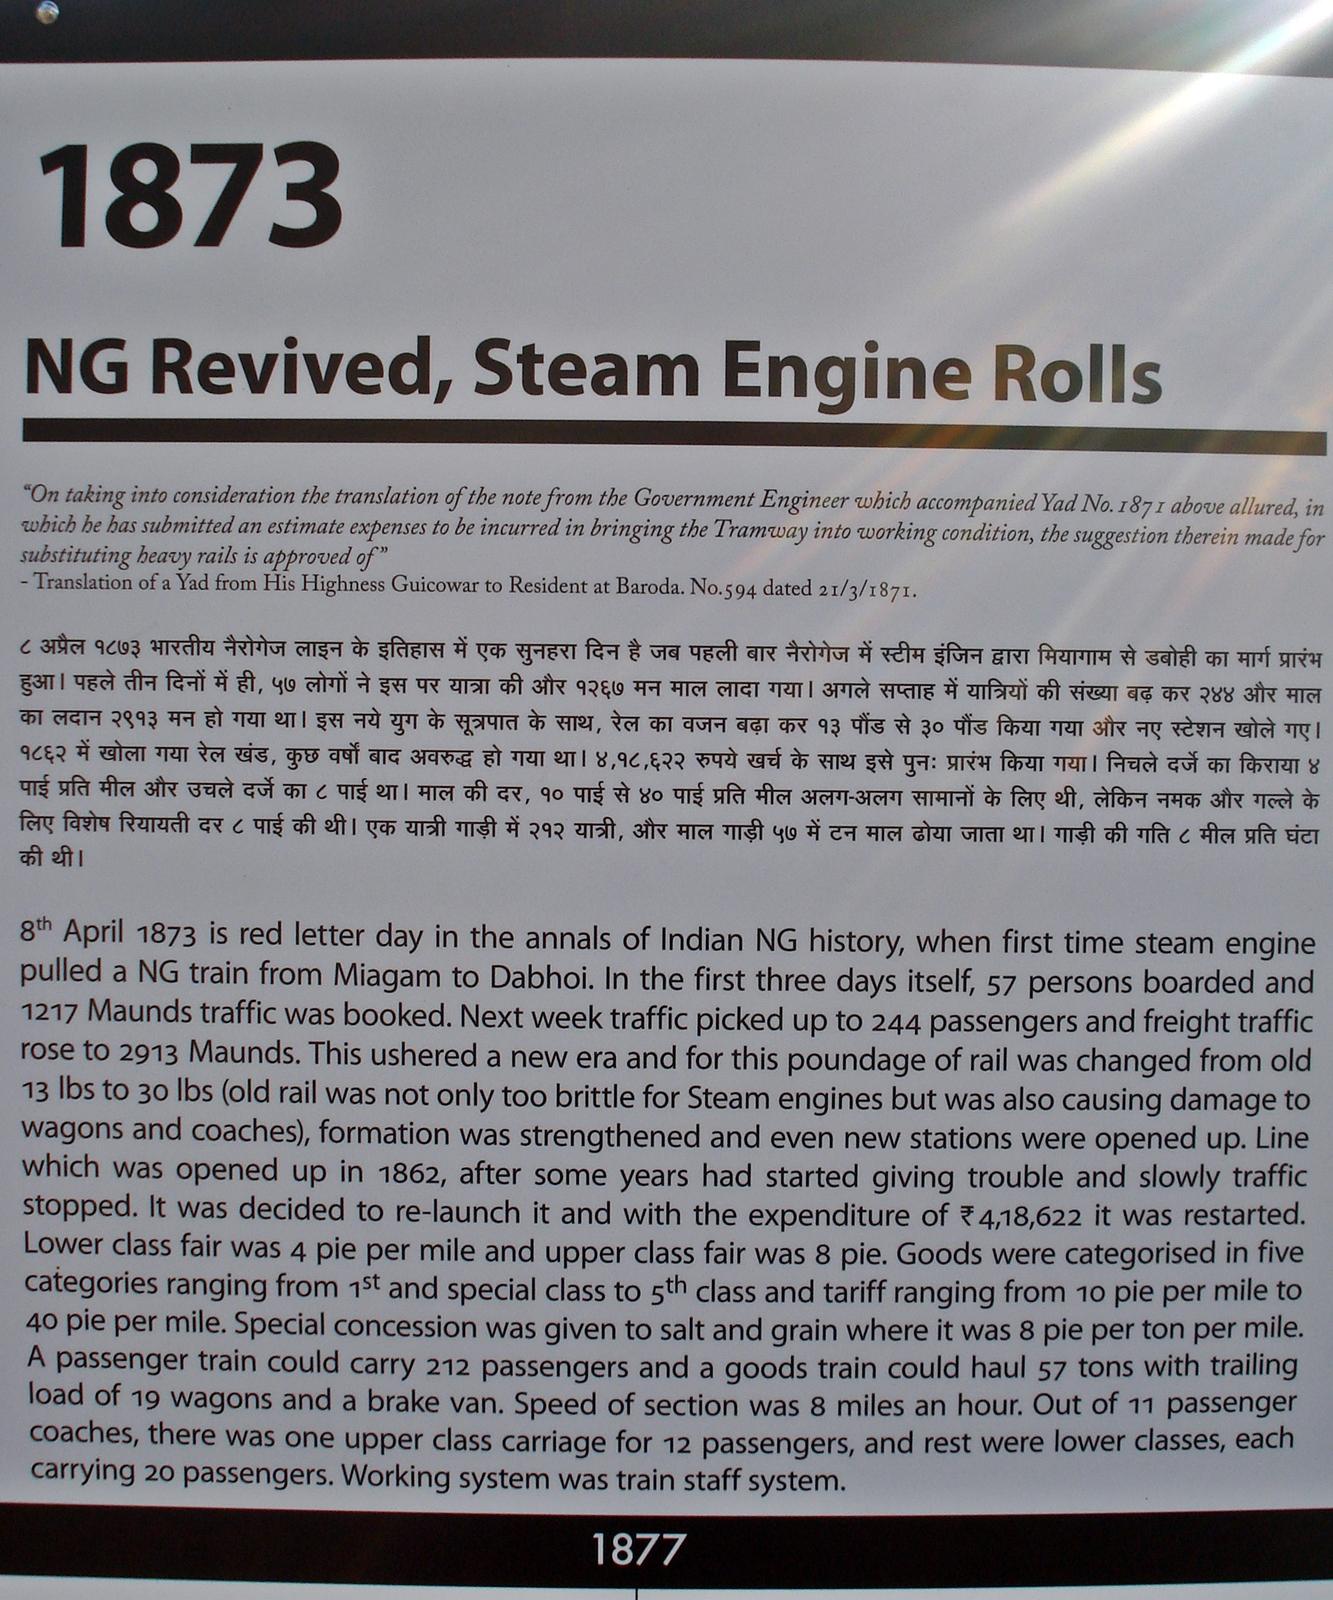 1873
NG Revived, Steam Engine Rolls
“On taking into consideration the translation of the note from the Government Engineer which accompanied Yad No. 1871 above allured, in
which he has submitted an estimate expenses to be incurred in bringing the Tramway into working condition, the suggestion therein made for
substituting heavy rails is approved of”
- Translation of a Yad from His Highness Guicowar to Resident at Baroda. No.594 dated 21/3/1871.
८ अप्रैल १८७३ भारतीय नैरोगेज लाइन के इतिहास में एक सुनहरा दिन है जब पहली बार नैरोगेज में स्टीम इंजिन द्वारा मियागाम से डबोही का मार्ग प्रारंभ
हुआ। पहले तीन दिनों में ही, ५७ लोगों ने इस पर यात्रा की और १२६७ मन माल लादा गया। अगले सप्ताह में यात्रियों की संख्या बढ़ कर २४४ और माल
का लदान २९१३ मन हो गया था। इस नये युग के सूत्रपात के साथ, रेल का वजन बढ़ा कर १३ पौंड से ३० पौंड किया गया और नए स्टेशन खोले गए।
१८६२ में खोला गया रेल खंड, कुछ वर्षों बाद अवरुद्ध हो गया था। ४,१८,६२२ रुपये खर्च के साथ इसे पुनः प्रारंभ किया गया। निचले दर्जे का किराया ४
पाई प्रति मील और उचले दर्जे का ८ पाई था। माल की दर, १० पाई से ४० पाई प्रति मील अलग-अलग सामानों के लिए थी, लेकिन नमक और गल्ले के
लिए विशेष रियायती दर ८ पाई की थी। एक यात्री गाड़ी में २१२ यात्री, और माल गाड़ी ५७ में टन माल ढोया जाता था। गाड़ी की गति ८ मील प्रति घंटा
की थी।
8th April 1873 is red letter day in the annals of Indian NG history, when first time steam engine
pulled a NG train from Miagam to Dabhoi. In the first three days itself, 57 persons boarded and
1217 Maunds traffic was booked. Next week traffic picked up to 244 passengers and freight traffic
rose to 2913 Maunds. This ushered a new era and for this poundage of rail was changed from old
13 lbs to 30 lbs (old rail was not only too brittle for Steam engines but was also causing damage to
wagons and coaches), formation was strengthened and even new stations were opened up. Line
which was opened up in 1862, after some years had started giving trouble and slowly traffic
stopped. It was decided to re-launch it and with the expenditure of ₹4,18,622 it was restarted.
Lower class fair was 4 pie per mile and upper class fair was 8 pie. Goods were categorised in five
categories ranging from 1st and special class to 5th class and tariff ranging from 10 pie per mile to
40 pie per mile. Special concession was given to salt and grain where it was 8 pie per ton per mile.
A passenger train could carry 212 passengers and a goods train could haul 57 tons with trailing
load of 19 wagons and a brake van. Speed of section was 8 miles an hour. Out of 11 passenger
coaches, there was one upper class carriage for 12 passengers, and rest were lower classes, each
carrying 20 passengers. Working system was train staff system.
1877